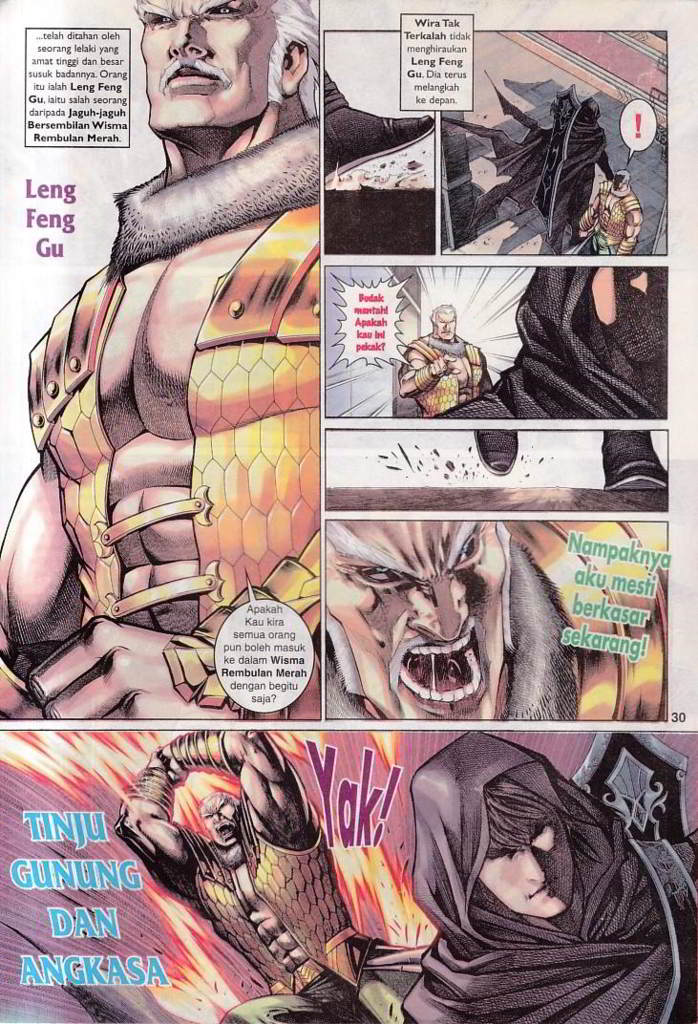 ...telah ditahan oleh
seorang lelaki yang
amat tinggi dan besar
susuk badannya. Orang
itu ialah Leng Feng
Gu, iaitu salah seorang
daripada Jaguh-jaguh
Bersembilan Wisma
Rembulan Merah.
Leng
Feng
Gu
Apakah
Kau kira
semua orang
pun boleh masuk
ke dalam Wisma
Rembulan Merah
dengan begitu
saja?
Wira Tak
Terkalah tidak
menghiraukan
Leng Feng
Gu. Dia terus
melangkah
ke depan.
!
Budak
mentah!
Apakah
kau ini
pekak?
Nampaknya
aku mesti
berkasar
sekarang!
30
TINJU
GUNUNG
DAN
ANGKASA
Yak!